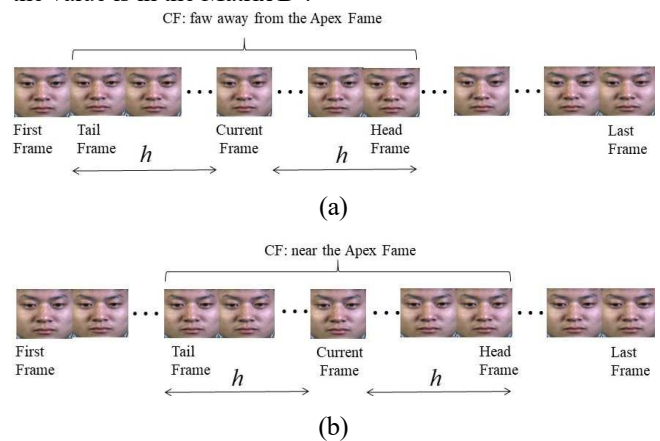 CF: faw away from the Apex Fame
First Frame Tail Frame Current Frame Head Frame Last Frame
h h
(a)
CF: near the Apex Fame
First Frame Tail Frame Current Frame Head Frame Last Frame
h h
(b)